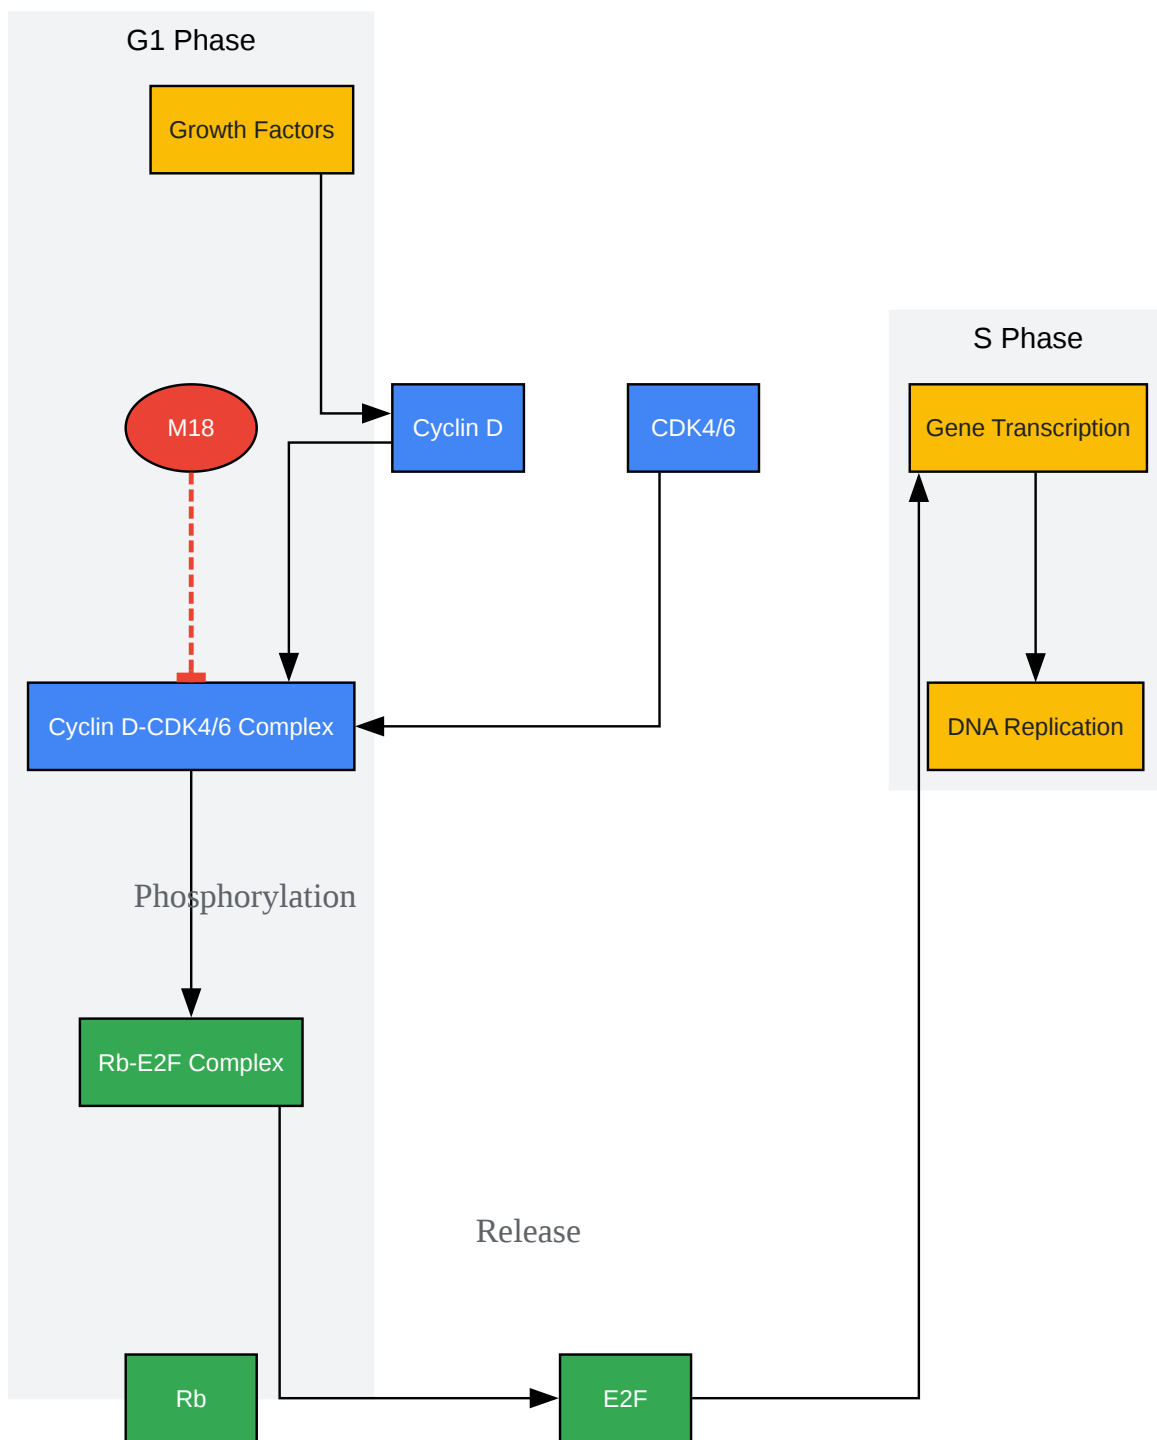 G1 Phase
Growth Factors
S Phase
M18
Cyclin D
CDK4/6
Gene Transcription
Cyclin D-CDK4/6 Complex
DNA Replication
Phosphorylation
Rb-E2F Complex
Release
Rb
E2F